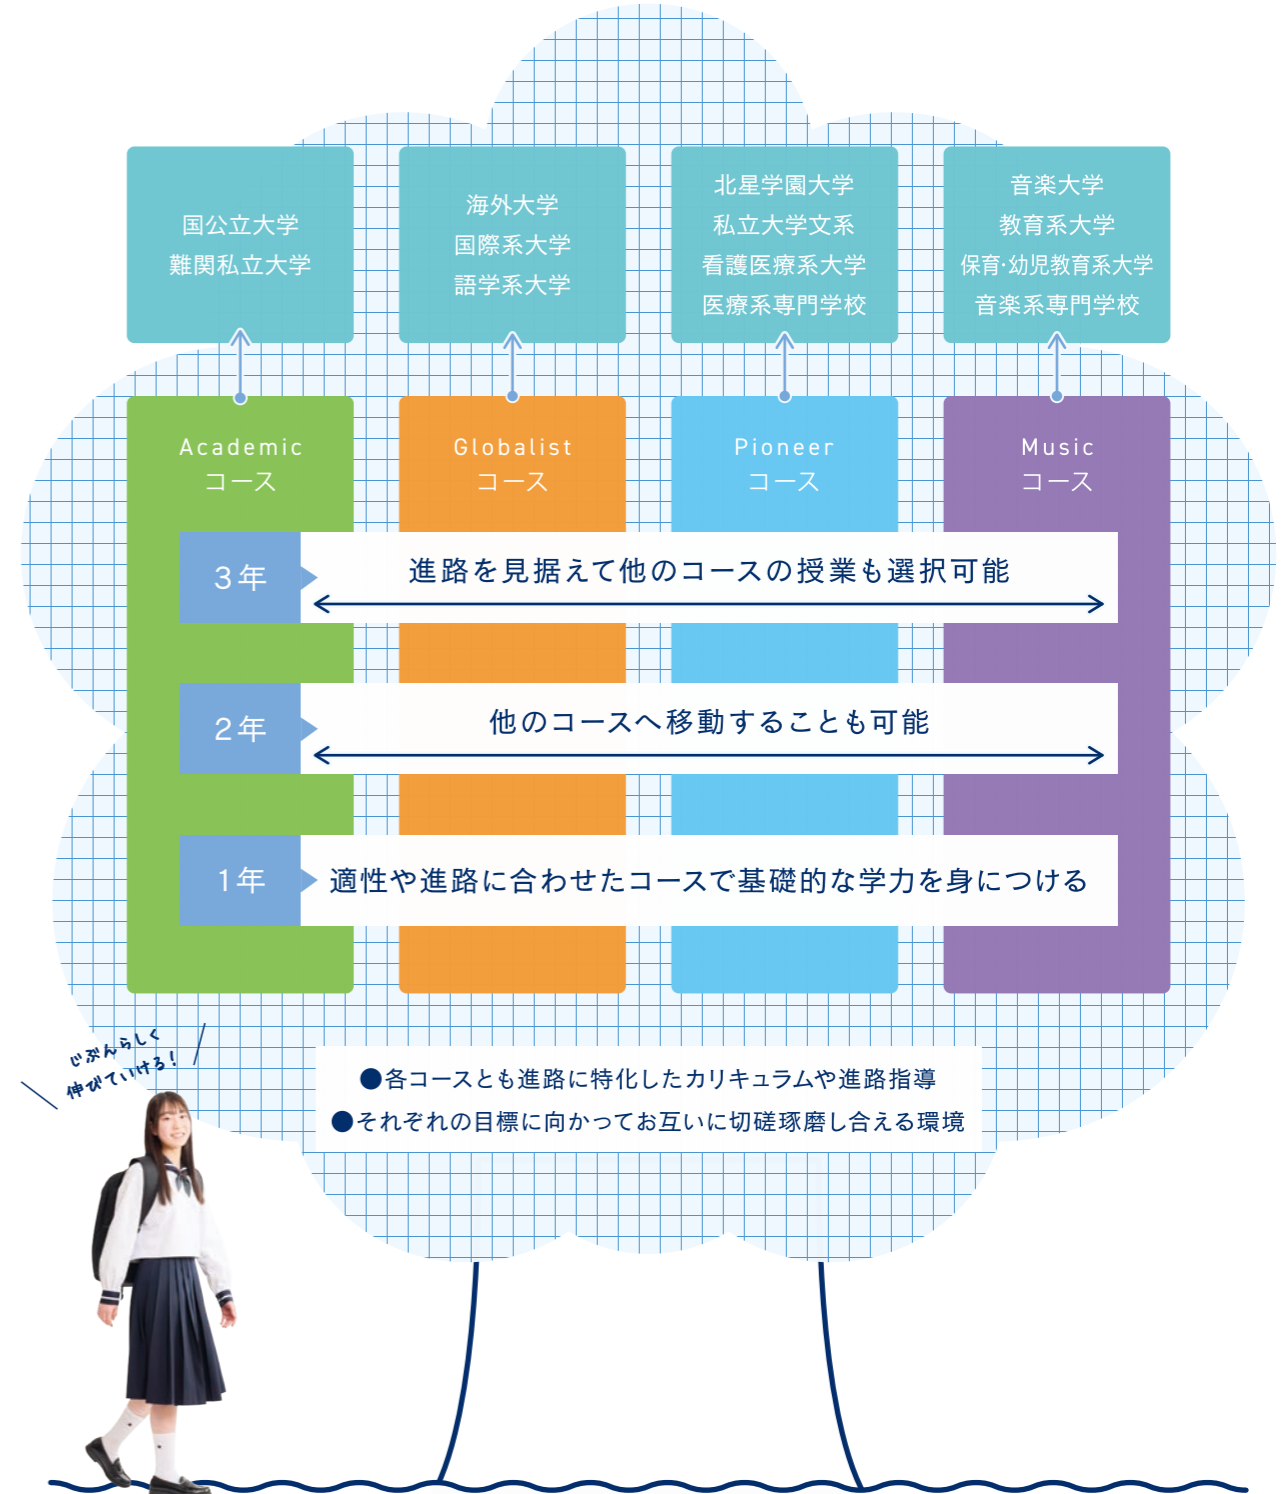 国公立大学
難関私立大学
海外大学
国際系大学
語学系大学
北星学園大学
私立大学文系
看護医療系大学
医療系専門学校
音楽大学
教育系大学
保育・幼児教育系大学
音楽系専門学校
Academic
コース
Globalist
コース
Pioneer
コース
Music
コース
3年
進路を見据えて他のコースの授業も選択可能
2年
他のコースへ移動することも可能
1年
適性や進路に合わせたコースで基礎的な学力を身につける
じぶんらしく
伸びていける!
●各コースとも進路に特化したカリキュラムや進路指導
●それぞれの目標に向かってお互いに切磋琢磨し合える環境